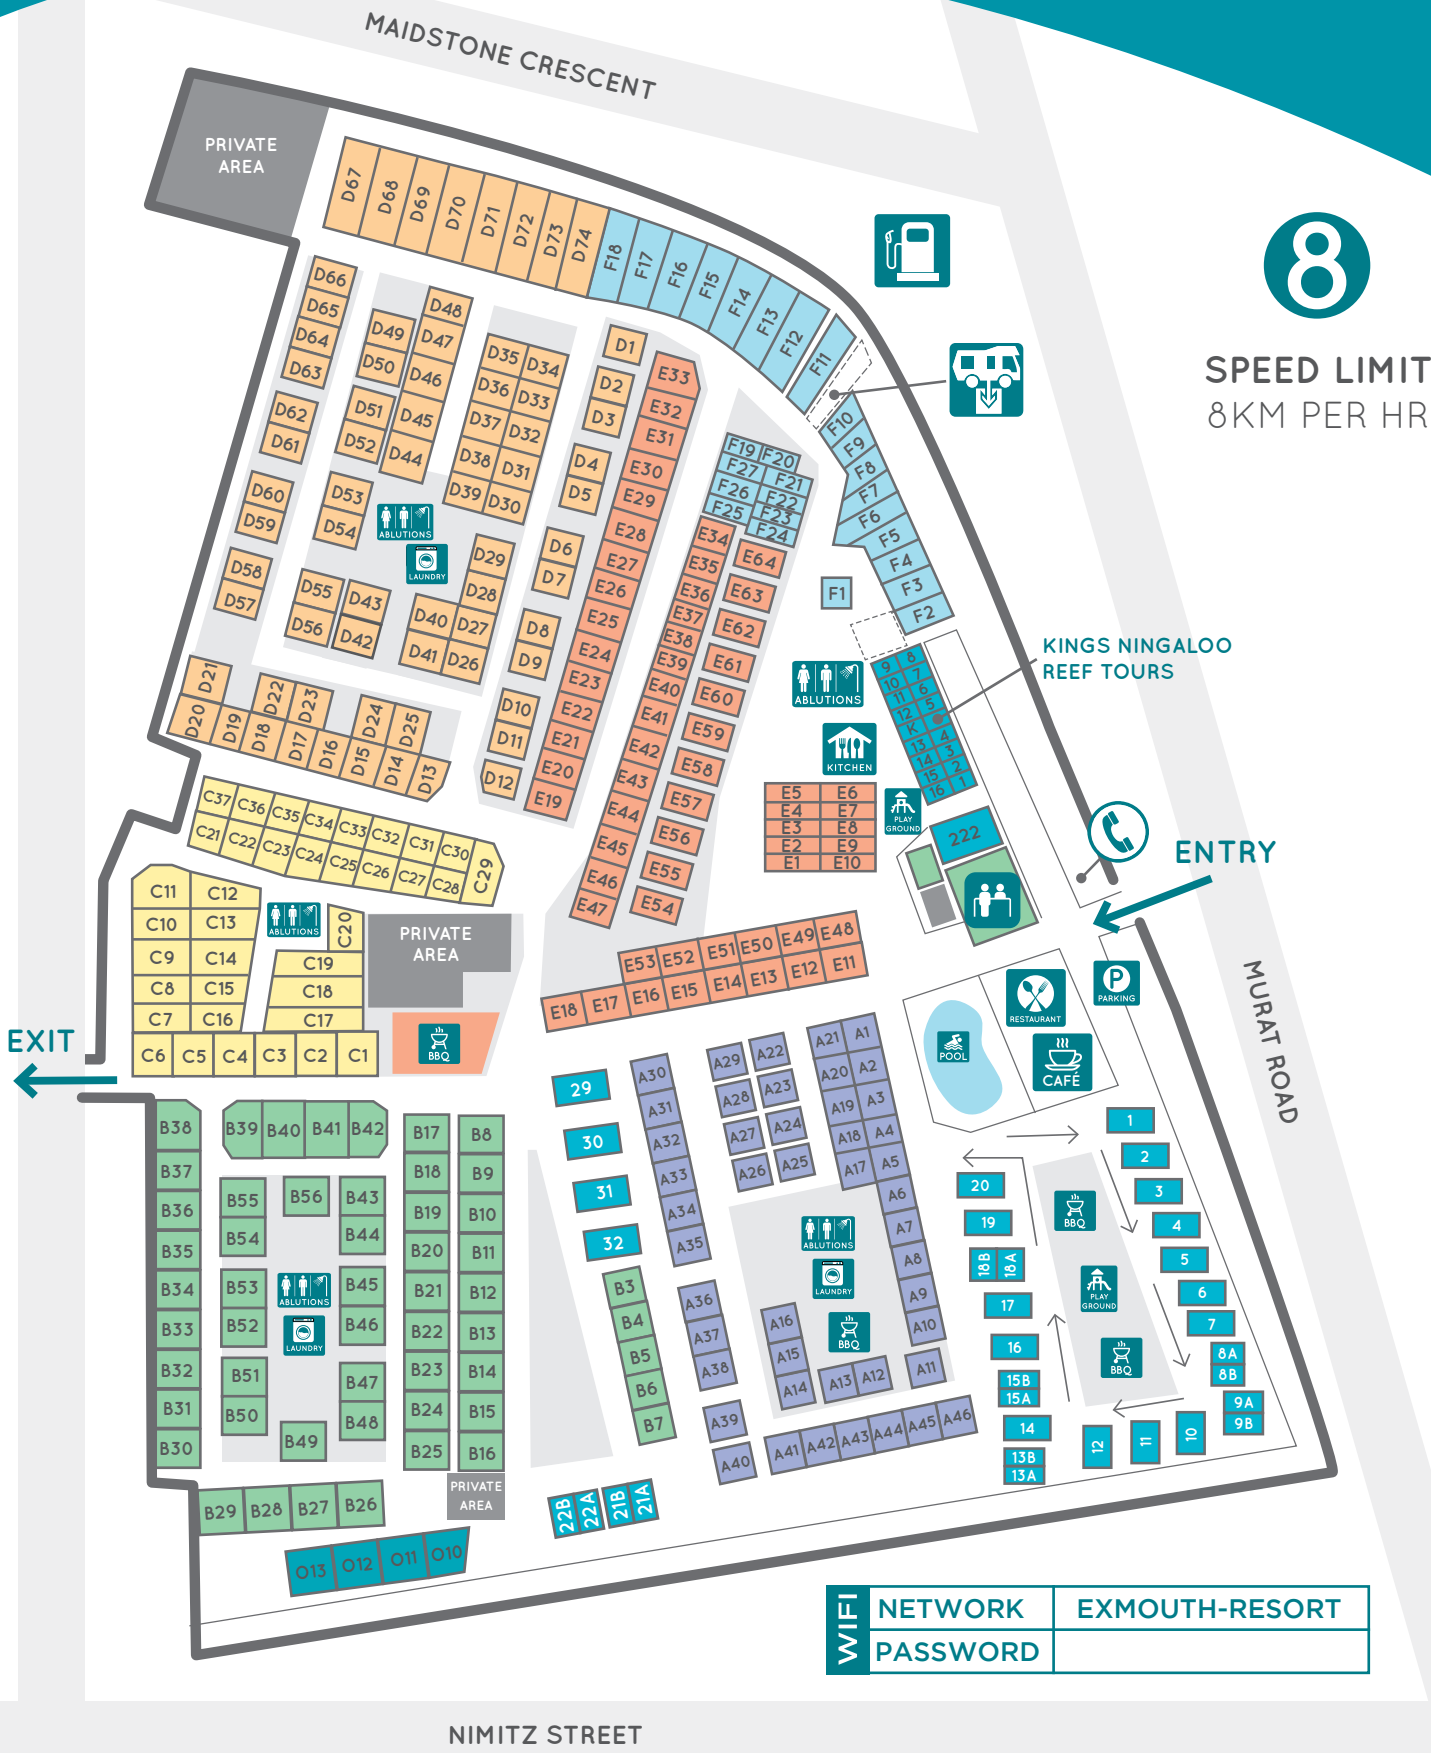 MAIDSTONE CRESCENT
PRIVATE
AREA
D67
D68
D69
D70
D71
D72
D73
D74
F18
F17
F16
F15
F14
F13
F12
F11
8
SPEED LIMIT
8KM PER HR
D66
D65
D64
D63
D62
D61
D60
D59
D58
D57
D49
D50
D51
D52
D53
D54
D55
D56
D43
D42
D48
D47
D46
D45
D44
ABLUTIONS
LAUNDRY
D35
D34
D36
D33
D37
D32
D38
D31
D39
D30
D29
D28
D40
D27
D41
D26
D1
D2
D3
D4
D5
D6
D7
D8
D9
D10
D11
D12
E33
E32
E31
E30
E29
E28
E27
E26
E25
E24
E23
E22
E21
E20
E19
F19
F20
F27
F21
F26
F22
F25
F23
F24
E34
E35
E36
E37
E38
E39
E40
E41
E42
E43
E44
E45
E46
E47
E64
E63
E62
E61
E60
E59
E58
E57
E56
E55
E54
F10
F9
F8
F7
F6
F5
F4
F3
F2
F1
KINGS NINGALOO
REEF TOURS
ABLUTIONS
KITCHEN
9
8
10
7
11
6
12
5
K
13
4
14
3
15
2
16
1
E5
E6
E4
E7
E3
E8
E2
E9
E1
E10
PLAY
GROUND
222
ENTRY
D21
D20
D19
D18
D22
D17
D23
D16
D15
D24
D14
D25
D13
C37
C36
C35
C34
C33
C32
C31
C30
C29
C21
C22
C23
C24
C25
C26
C27
C28
C11
C12
C10
C13
C9
C14
C8
C15
C7
C16
ABLUTIONS
C20
C19
C18
C17
PRIVATE
AREA
BBQ
C6
C5
C4
C3
C2
C1
EXIT
E53
E52
E51
E50
E49
E48
E18
E17
E16
E15
E14
E13
E12
E11
RESTAURANT
PARKING
POOL
CAFÉ
MURAT ROAD
29
30
31
32
A30
A31
A32
A33
A34
A35
A36
A37
A38
A39
A40
A29
A22
A28
A23
A27
A24
A26
A25
A21
A1
A20
A2
A19
A3
A18
A4
A17
A5
A6
A7
A8
A9
A10
A11
ABLUTIONS
LAUNDRY
BBQ
A16
A15
A14
A13
A12
A41
A42
A43
A44
A45
A46
B38
B37
B36
B35
B34
B33
B32
B31
B30
B39
B40
B41
B42
B55
B56
B43
B54
B44
B53
B45
B52
B46
ABLUTIONS
LAUNDRY
B51
B47
B50
B48
B49
B17
B8
B18
B9
B19
B10
B20
B11
B21
B12
B22
B13
B23
B14
B24
B15
B25
B16
PRIVATE
AREA
B3
B4
B5
B6
B7
1
2
3
4
5
6
7
8A
8B
9A
9B
10
11
12
20
19
18B
18A
17
16
15B
15A
14
13B
13A
BBQ
PLAY
GROUND
BBQ
22B
22A
21B
21A
B29
B28
B27
B26
O13
O12
O11
O10
WIFI
NETWORK
EXMOUTH-RESORT
PASSWORD
NIMITZ STREET